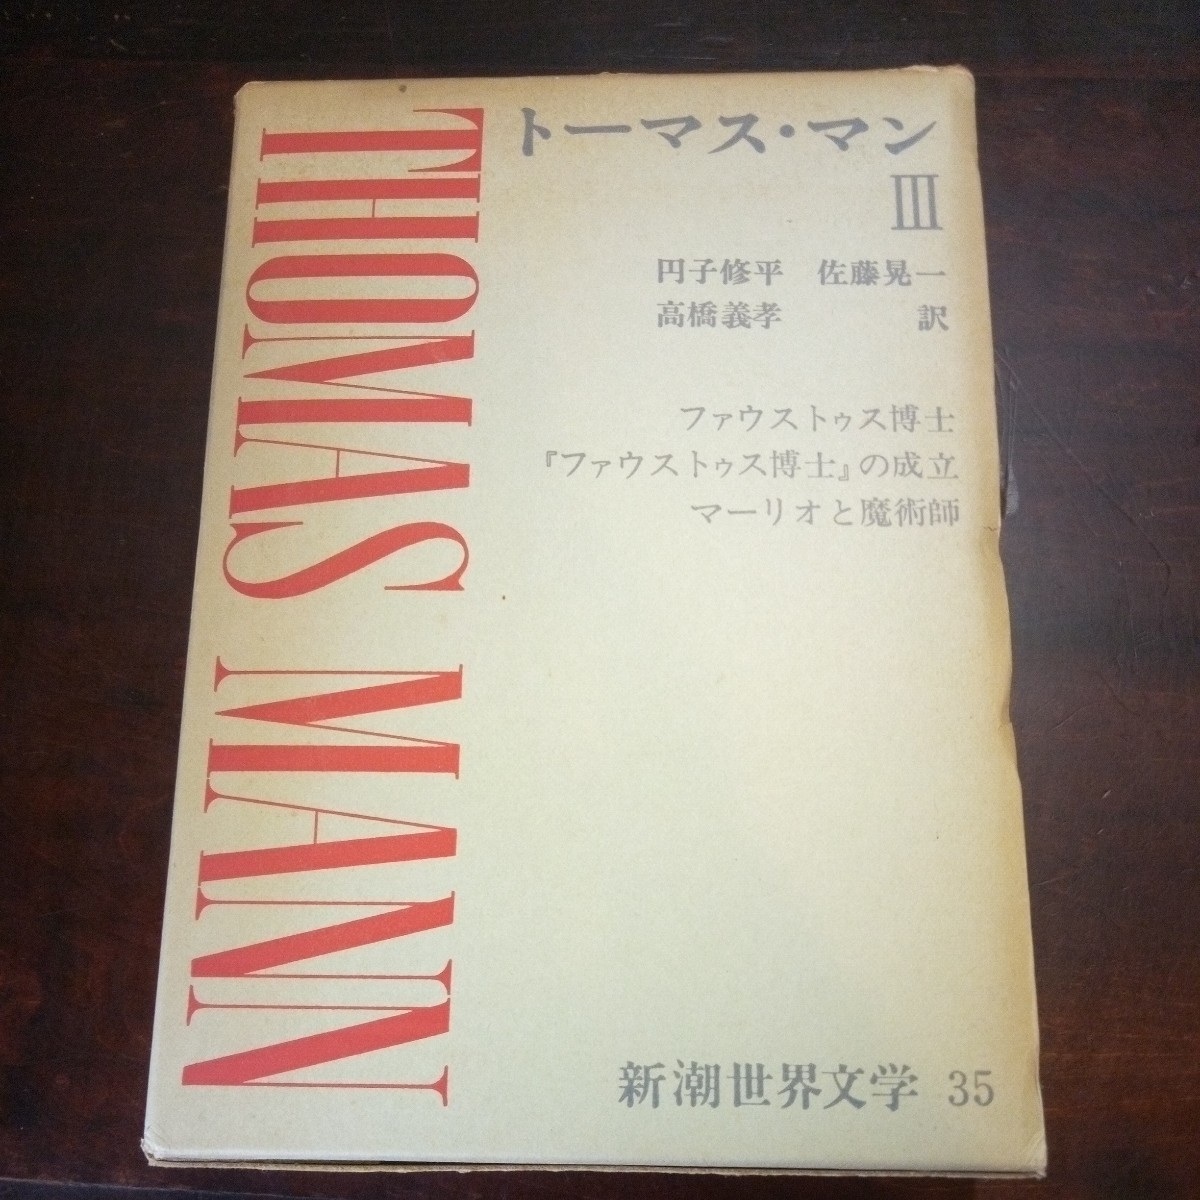 THOMAS MANN
トーマス・マン
III
円子修平 佐藤晃一
高橋義孝 訳
ファウストゥス博士
『ファウストゥス博士』の成立
マーリオと魔術師
新潮世界文学 35